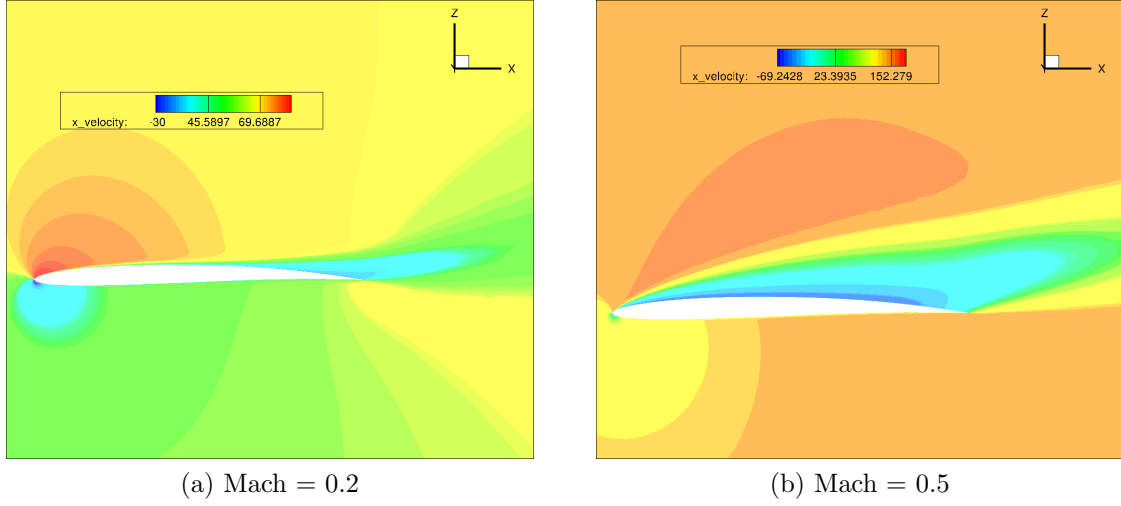 Z
X
x_velocity: -30 45.5897 69.6887
(a) Mach = 0.2
Z
X
x_velocity: -69.2428 23.3935 152.279
(b) Mach = 0.5